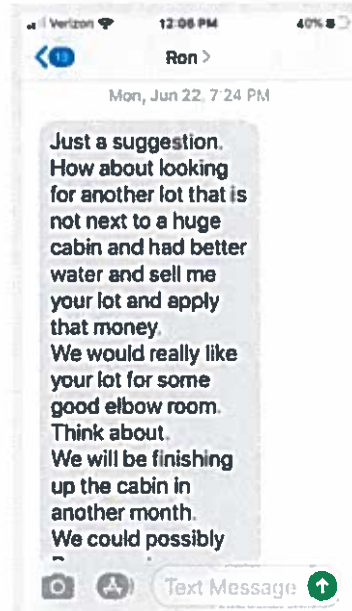 Verizon 12:06 PM 40%
13
Ron >
Mon, Jun 22, 7:24 PM
Just a suggestion.
How about looking
for another lot that is
not next to a huge
cabin and had better
water and sell me
your lot and apply
that money.
We would really like
your lot for some
good elbow room.
Think about.
We will be finishing
up the cabin in
another month.
We could possibly
Text Message